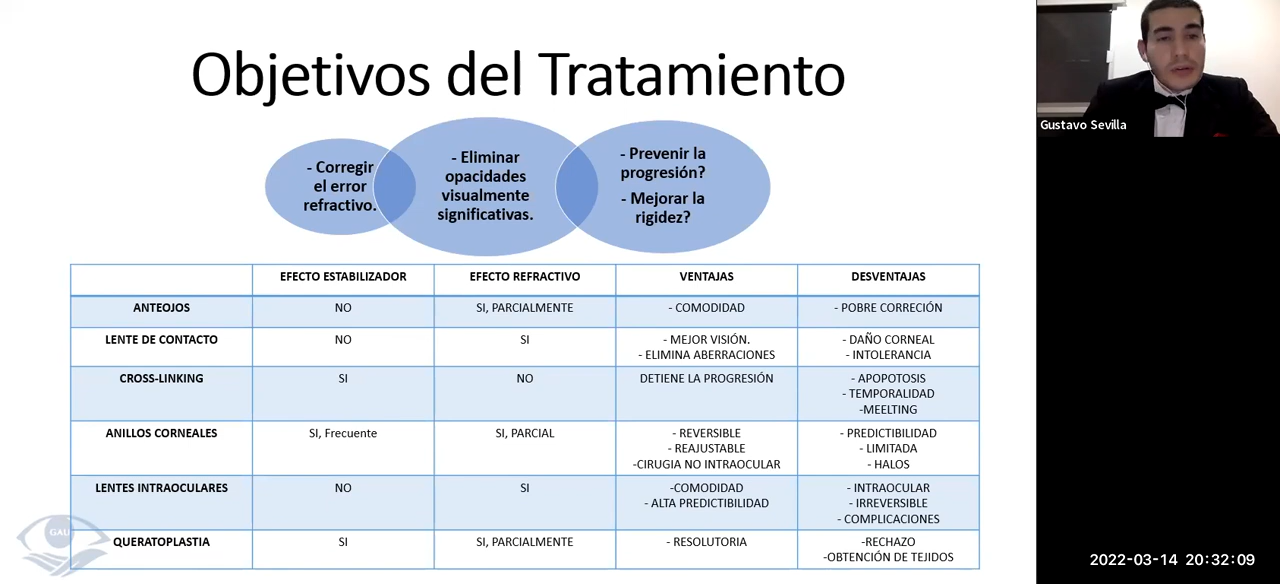 Objetivos del Tratamiento
- Corregir
el error
refractivo.
- Eliminar
opacidades
visualmente
significativas.
- Prevenir la
progresión?
- Mejorar la
rigidez?
EFECTO ESTABILIZADOR EFECTO REFRACTIVO VENTAJAS DESVENTAJAS
ANTEOJOS NO SI, PARCIALMENTE - COMODIDAD - POBRE CORRECIÓN
LENTE DE CONTACTO NO SI - MEJOR VISIÓN. - DAÑO CORNEAL
- ELIMINA ABERRACIONES - INTOLERANCIA
CROSS-LINKING SI NO DETIENE LA PROGRESIÓN - APOPOTOSIS
- TEMPORALIDAD
-MEELTING
ANILLOS CORNEALES SI, Frecuente SI, PARCIAL - REVERSIBLE - PREDICTIBILIDAD
- REAJUSTABLE - LIMITADA
-CIRUGIA NO INTRAOCULAR - HALOS
LENTES INTRAOCULARES NO SI -COMODIDAD - INTRAOCULAR
- ALTA PREDICTIBILIDAD - IRREVERSIBLE
- COMPLICACIONES
QUERATOPLASTIA SI SI, PARCIALMENTE - RESOLUTORIA -RECHAZO
-OBTENCIÓN DE TEJIDOS
GAU
Gustavo Sevilla
2022-03-14 20:32:09